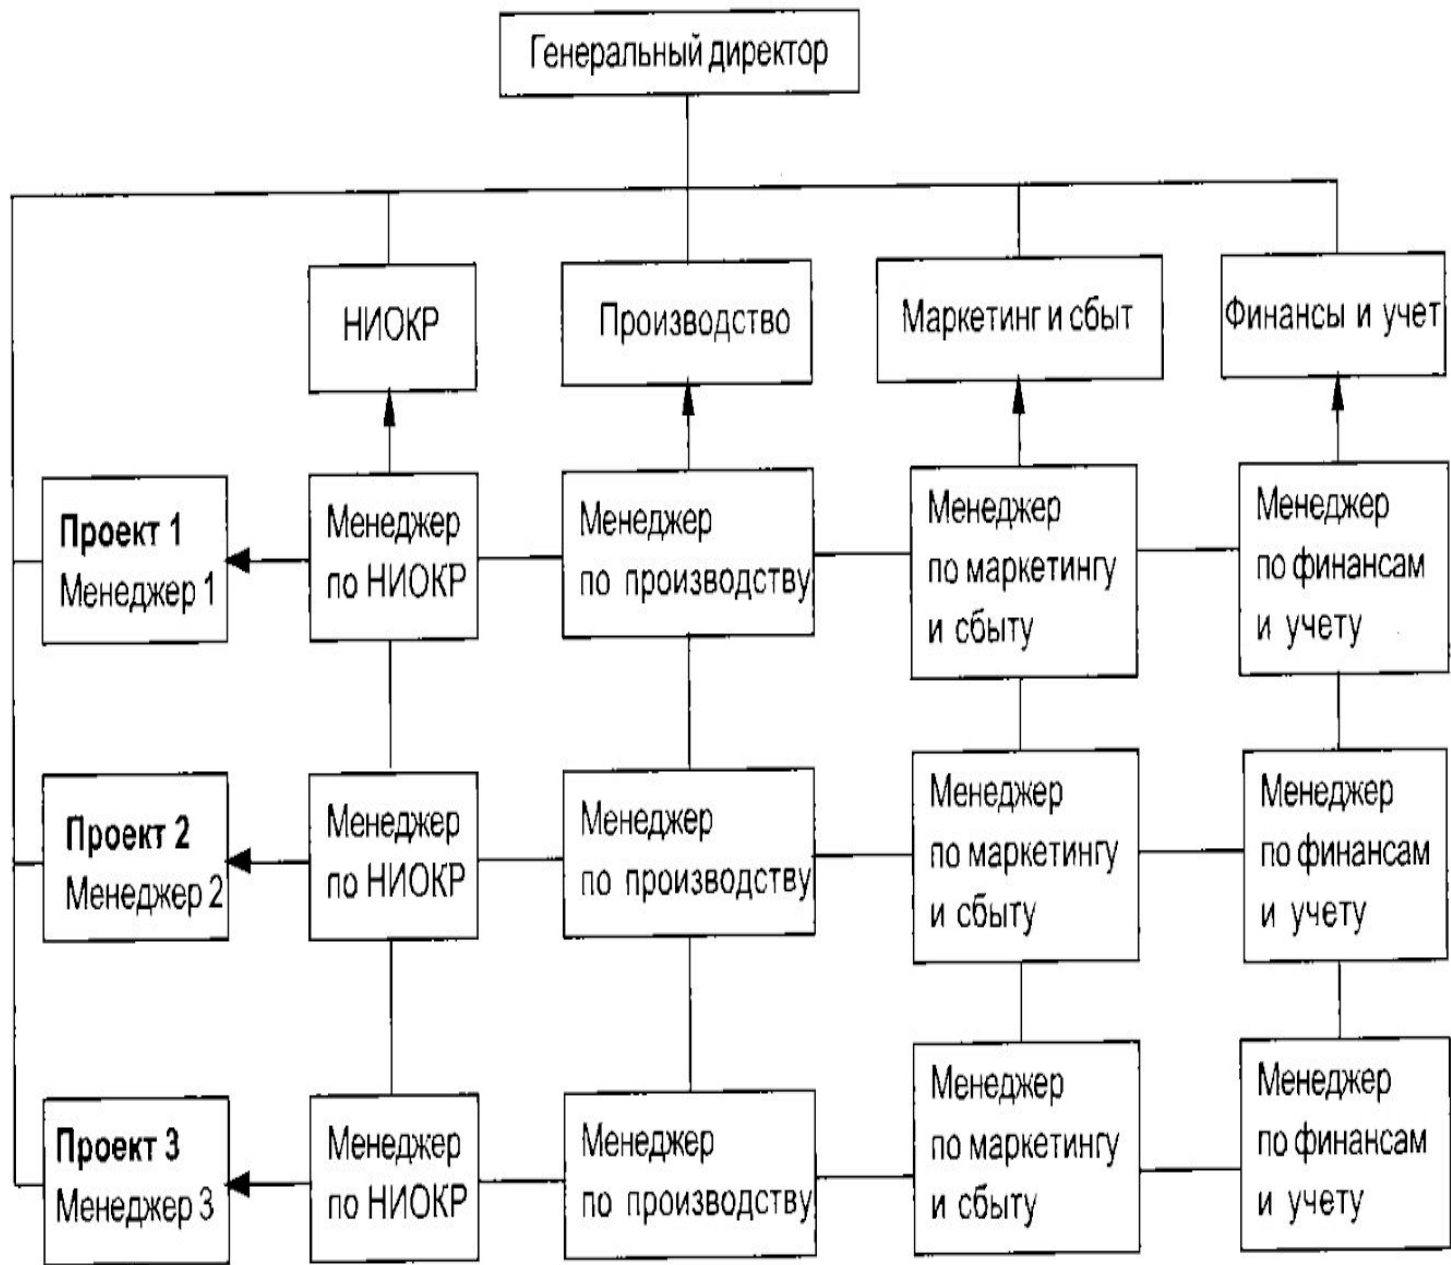 Генеральный директор
НИОКР
Производство
Маркетинг и сбыт
Финансы и учет
Проект 1
Менеджер 1
Менеджер
по НИОКР
Менеджер
по производству
Менеджер
по маркетингу
и сбыту
Менеджер
по финансам
и учету
Проект 2
Менеджер 2
Менеджер
по НИОКР
Менеджер
по производству
Менеджер
по маркетингу
и сбыту
Менеджер
по финансам
и учету
Проект 3
Менеджер 3
Менеджер
по НИОКР
Менеджер
по производству
Менеджер
по маркетингу
и сбыту
Менеджер
по финансам
и учету